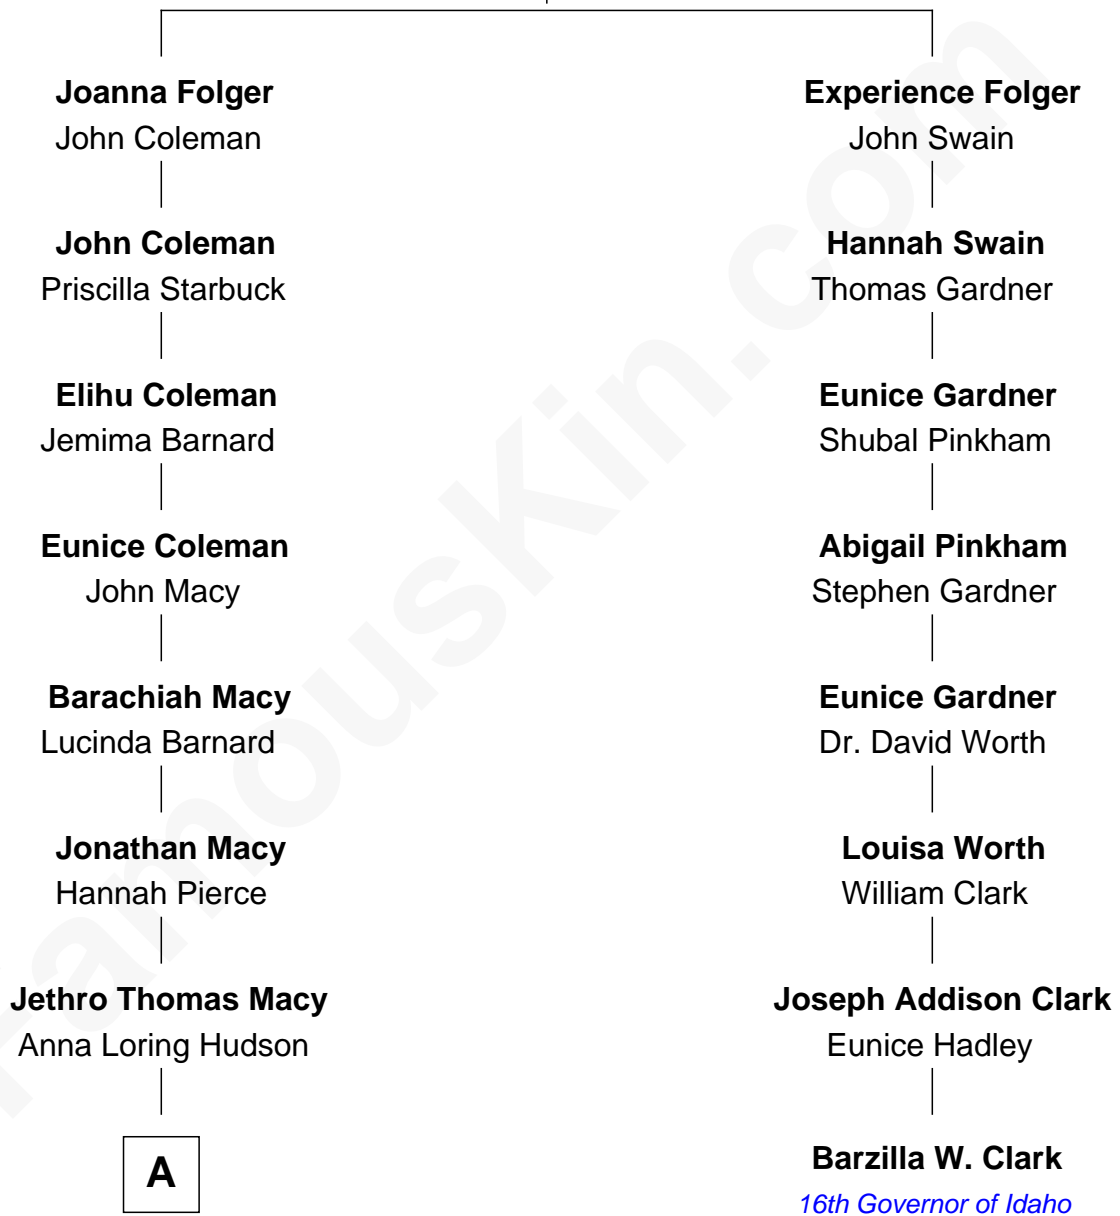 Joanna Folger
John Coleman
Experience Folger
John Swain
John Coleman
Priscilla Starbuck
Hannah Swain
Thomas Gardner
Elihu Coleman
Jemima Barnard
Eunice Gardner
Shubal Pinkham
Eunice Coleman
John Macy
Abigail Pinkham
Stephen Gardner
Barachiah Macy
Lucinda Barnard
Eunice Gardner
Dr. David Worth
Jonathan Macy
Hannah Pierce
Louisa Worth
William Clark
Jethro Thomas Macy
Anna Loring Hudson
Joseph Addison Clark
Eunice Hadley
A
Barzilla W. Clark
16th Governor of Idaho
FamousKin.com